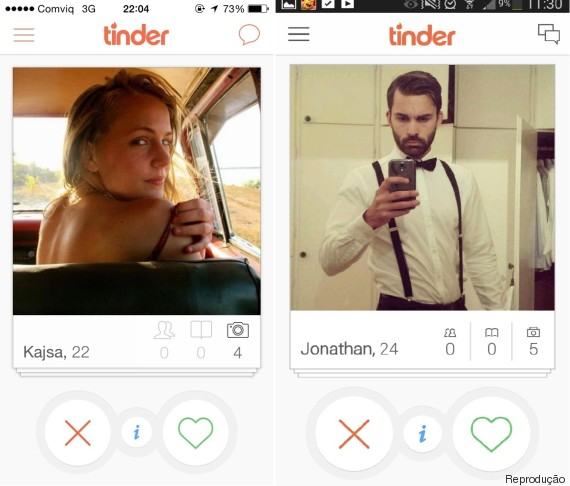 Comviq 3G 22:04 73%
tinder
Kajsa, 22
0 0 4
i
9% 11:30
tinder
Jonathan, 24
0 0 5
i
Reprodução